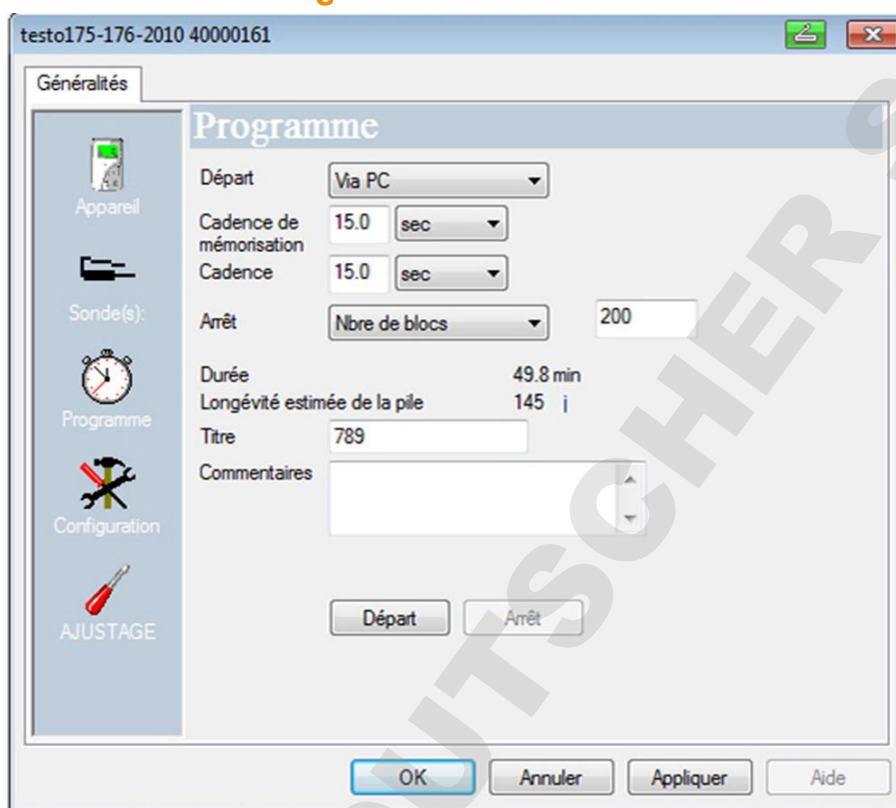 testo175-176-2010 40000161
Généralités
Programme
Appareil
Sonde(s):
Programme
Configuration
AJUSTAGE
Départ Via PC
Cadence de mémorisation 15.0 sec
Cadence 15.0 sec
Arrêt Nbre de blocs 200
Durée 49.8 min
Longévité estimée de la pile 145 j
Titre 789
Commentaires
Départ Arrêt
OK Annuler Appliquer Aide